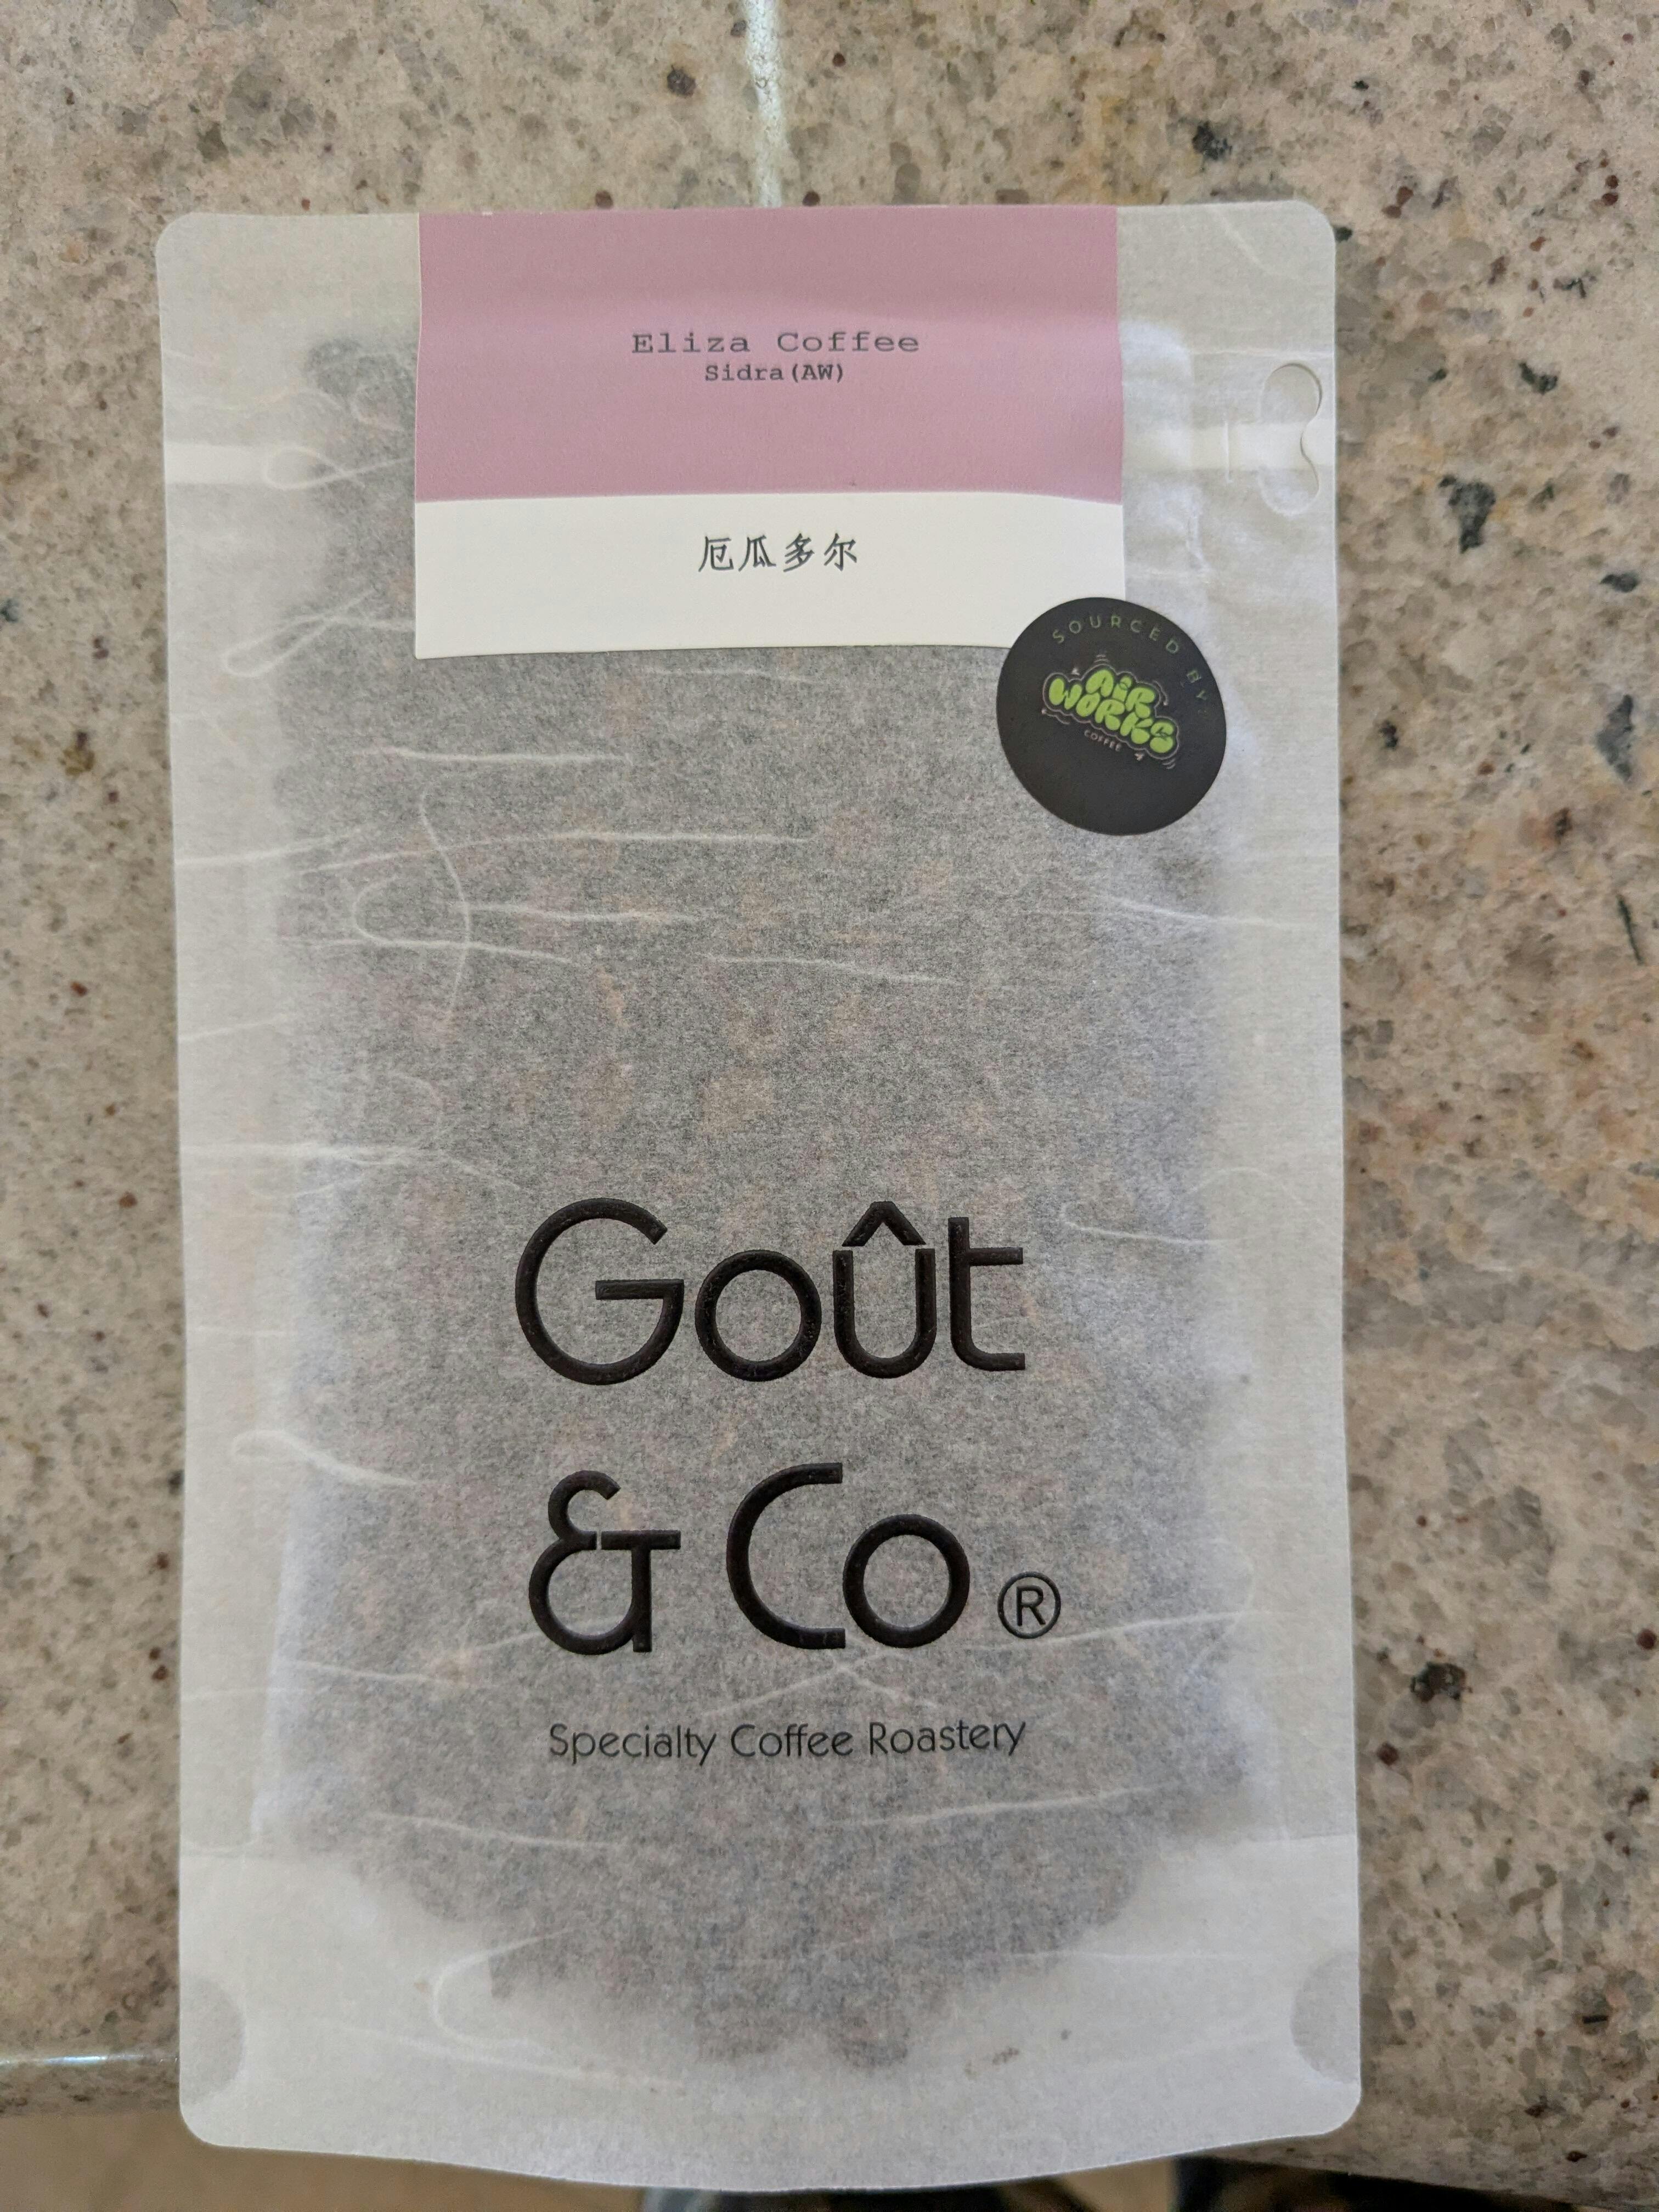 Eliza Coffee
Sidra(AW)
厄瓜多尔
SOURCED BY
AIR
WORKS
COFFEE
Goût
& Co ®
Specialty Coffee Roastery